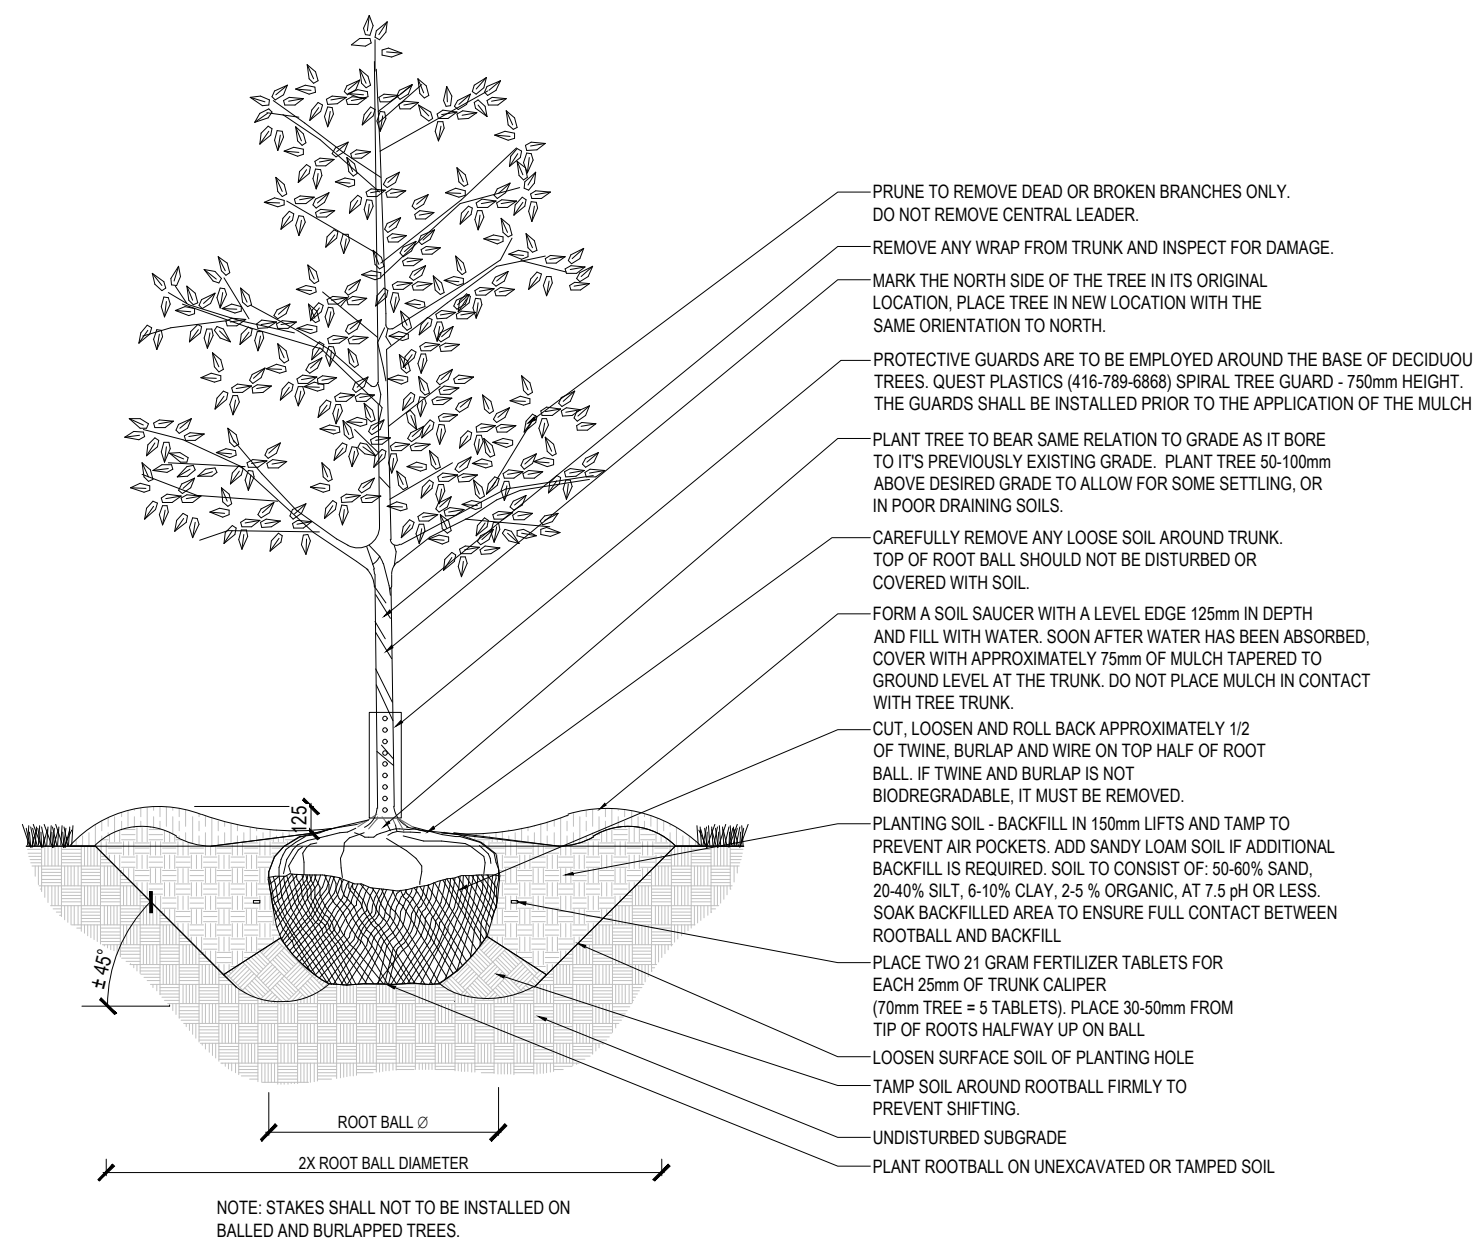 PRUNE TO REMOVE DEAD OR BROKEN BRANCHES ONLY.
DO NOT REMOVE CENTRAL LEADER.
REMOVE ANY WRAP FROM TRUNK AND INSPECT FOR DAMAGE.
MARK THE NORTH SIDE OF THE TREE IN ITS ORIGINAL
LOCATION, PLACE TREE IN NEW LOCATION WITH THE
SAME ORIENTATION TO NORTH.
PROTECTIVE GUARDS ARE TO BE EMPLOYED AROUND THE BASE OF DECIDUOU
TREES. QUEST PLASTICS (416-789-6868) SPIRAL TREE GUARD - 750mm HEIGHT.
THE GUARDS SHALL BE INSTALLED PRIOR TO THE APPLICATION OF THE MULCH
PLANT TREE TO BEAR SAME RELATION TO GRADE AS IT BORE
TO IT'S PREVIOUSLY EXISTING GRADE. PLANT TREE 50-100mm
ABOVE DESIRED GRADE TO ALLOW FOR SOME SETTLING, OR
IN POOR DRAINING SOILS.
CAREFULLY REMOVE ANY LOOSE SOIL AROUND TRUNK.
TOP OF ROOT BALL SHOULD NOT BE DISTURBED OR
COVERED WITH SOIL.
FORM A SOIL SAUCER WITH A LEVEL EDGE 125mm IN DEPTH
AND FILL WITH WATER. SOON AFTER WATER HAS BEEN ABSORBED,
COVER WITH APPROXIMATELY 75mm OF MULCH TAPERED TO
GROUND LEVEL AT THE TRUNK. DO NOT PLACE MULCH IN CONTACT
WITH TREE TRUNK.
CUT, LOOSEN AND ROLL BACK APPROXIMATELY 1/2
OF TWINE, BURLAP AND WIRE ON TOP HALF OF ROOT
BALL. IF TWINE AND BURLAP IS NOT
BIODREGRADABLE, IT MUST BE REMOVED.
PLANTING SOIL - BACKFILL IN 150mm LIFTS AND TAMP TO
PREVENT AIR POCKETS. ADD SANDY LOAM SOIL IF ADDITIONAL
BACKFILL IS REQUIRED. SOIL TO CONSIST OF: 50-60% SAND,
20-40% SILT, 6-10% CLAY, 2-5 % ORGANIC, AT 7.5 pH OR LESS.
SOAK BACKFILLED AREA TO ENSURE FULL CONTACT BETWEEN
ROOTBALL AND BACKFILL
PLACE TWO 21 GRAM FERTILIZER TABLETS FOR
EACH 25mm OF TRUNK CALIPER
(70mm TREE = 5 TABLETS). PLACE 30-50mm FROM
TIP OF ROOTS HALFWAY UP ON BALL
LOOSEN SURFACE SOIL OF PLANTING HOLE
TAMP SOIL AROUND ROOTBALL FIRMLY TO
PREVENT SHIFTING.
UNDISTURBED SUBGRADE
PLANT ROOTBALL ON UNEXCAVATED OR TAMPED SOIL
125
± 45°
ROOT BALL Ø
2X ROOT BALL DIAMETER
NOTE: STAKES SHALL NOT TO BE INSTALLED ON
BALLED AND BURLAPPED TREES.